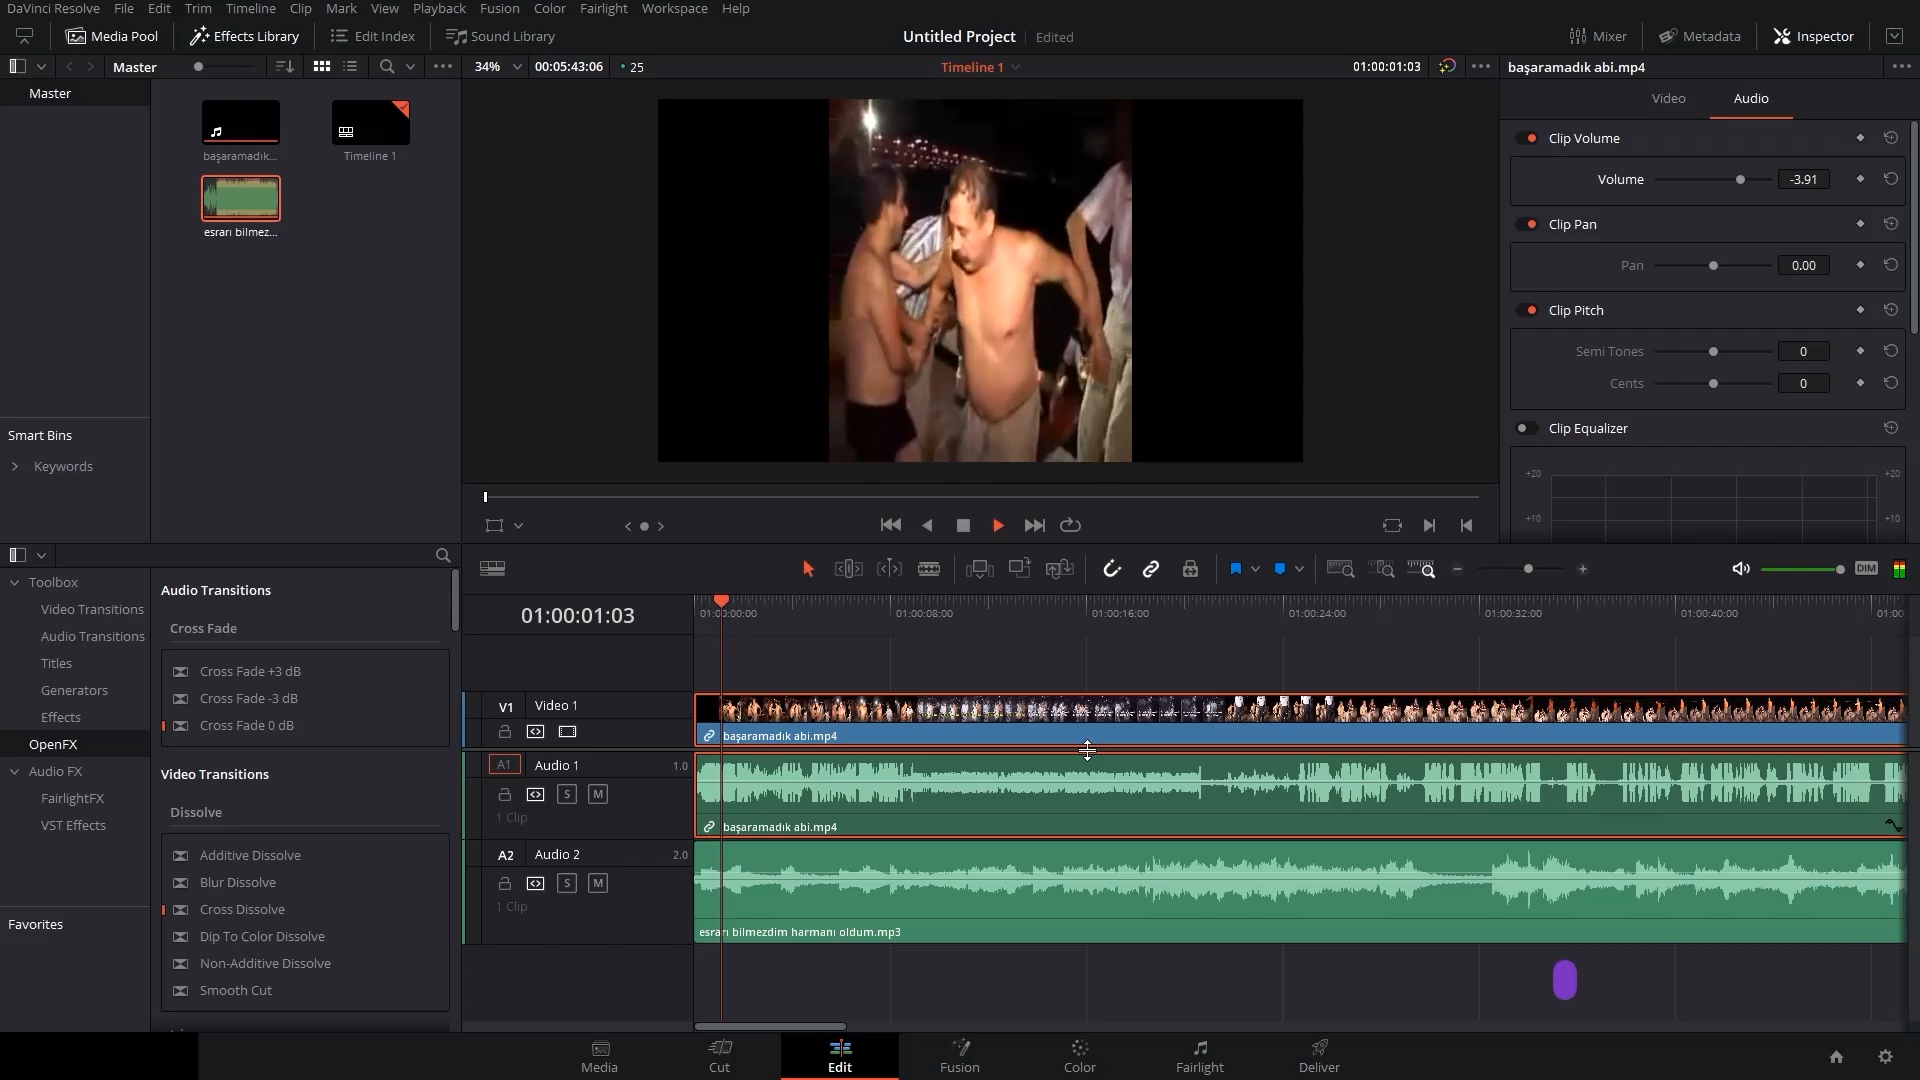 DaVinci Resolve File Edit Trim Timeline Clip Mark View Playback Fusion Color Fairlight Workspace Help
Media Pool Effects Library Edit Index Sound Library Untitled Project Edited Mixer Metadata Inspector
Master 34% 00:05:43:06 25 Timeline 1 01:00:01:03 başaramadık abi.mp4
Master
Video Audio
Clip Volume
Volume -3.91
başaramadık... Timeline 1
esrarı bilmez...
Clip Pan
Pan 0.00
Clip Pitch
Semi Tones 0
Cents 0
Clip Equalizer
+20 +20
+10 +10
Smart Bins
Keywords
Toolbox
Video Transitions
Audio Transitions
Titles
Generators
Effects
OpenFX
Audio FX
FairlightFX
VST Effects
Favorites
Audio Transitions
Cross Fade
Cross Fade +3 dB
Cross Fade -3 dB
Cross Fade 0 dB
Video Transitions
Dissolve
Additive Dissolve
Blur Dissolve
Cross Dissolve
Dip To Color Dissolve
Non-Additive Dissolve
Smooth Cut
DIM
01:00:01:03 01:00:00:00 01:00:08:00 01:00:16:00 01:00:24:00 01:00:32:00 01:00:40:00 01:00:
V1 Video 1
başaramadık abi.mp4
A1 Audio 1 1.0
S M
1 Clip
başaramadık abi.mp4
A2 Audio 2 2.0
S M
1 Clip
esrarı bilmezdim harmanı oldum.mp3
Media Cut Edit Fusion Color Fairlight Deliver